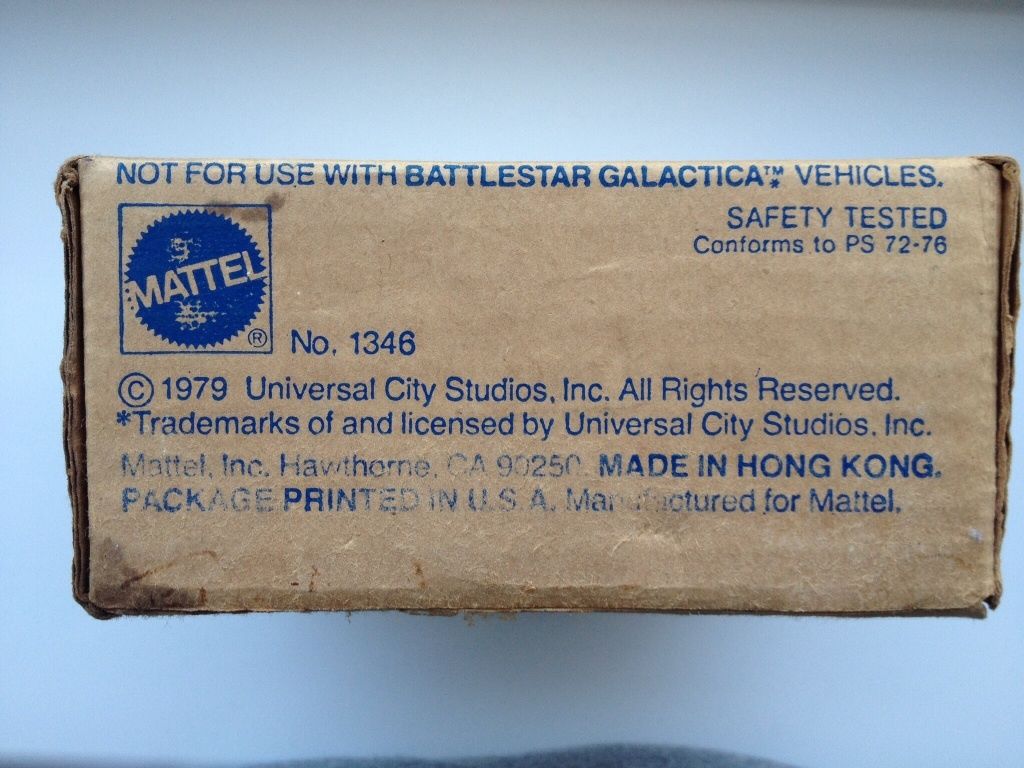 NOT FOR USE WITH BATTLESTAR GALACTICA™* VEHICLES.
SAFETY TESTED
Conforms to PS 72-76
MATTEL
®
No. 1346
© 1979 Universal City Studios, Inc. All Rights Reserved.
*Trademarks of and licensed by Universal City Studios, Inc.
Mattel, Inc. Hawthorne, CA 90250. MADE IN HONG KONG.
PACKAGE PRINTED IN U.S.A. Manufactured for Mattel.